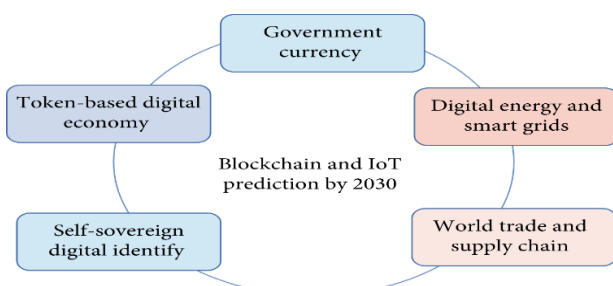 Government
currency
Token-based digital
economy
Digital energy and
smart grids
Blockchain and IoT
prediction by 2030
Self-sovereign
digital identify
World trade and
supply chain